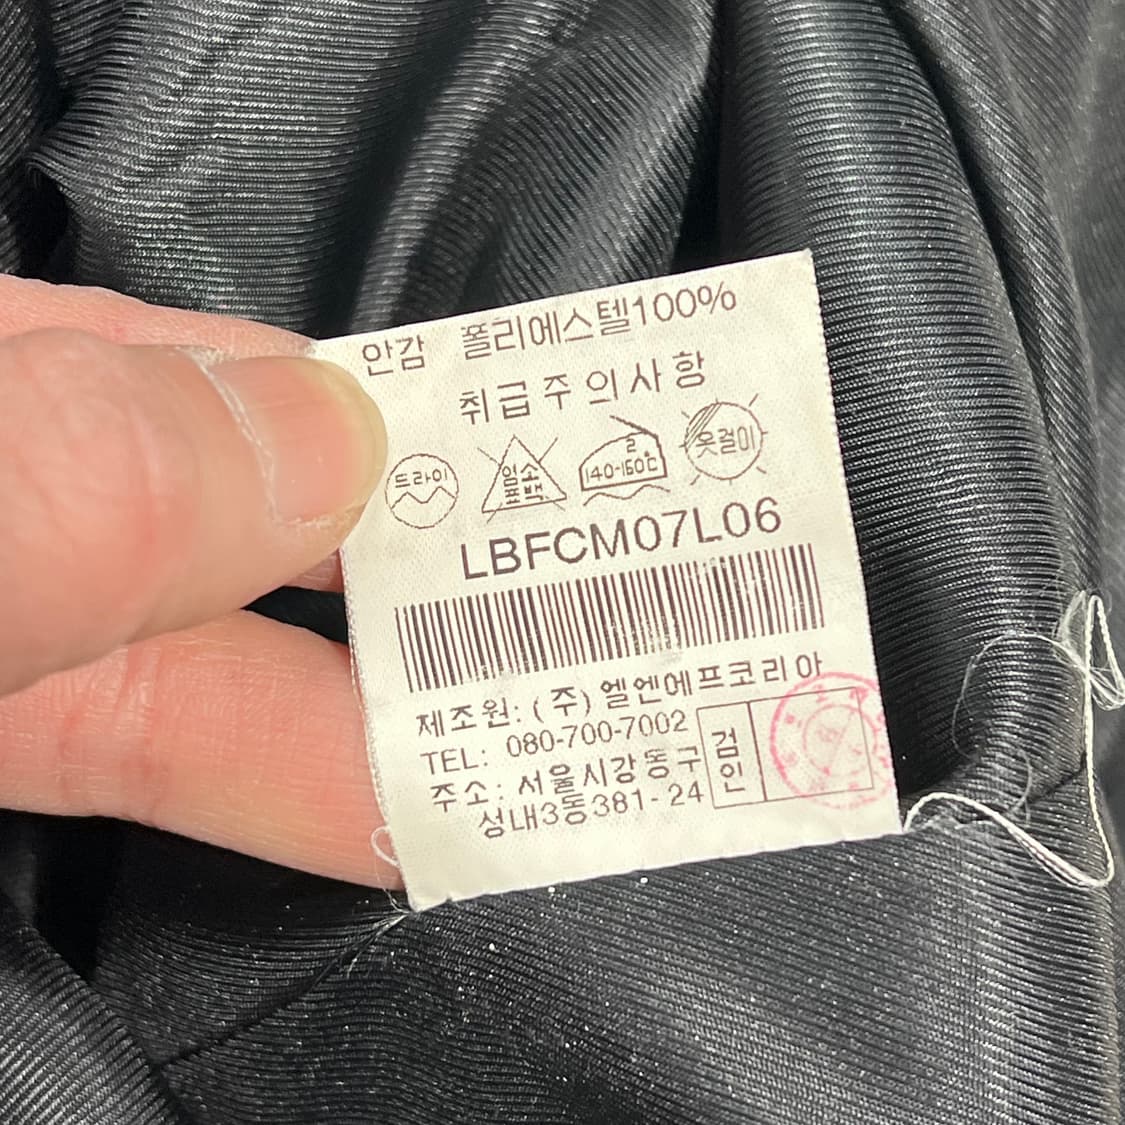 안감 폴리에스텔100%
취급주의사항
드라이
염소
표백
2
140-160℃
옷걸이
LBFCM07L06
제조원: (주)엘엔에프코리아
TEL: 080-700-7002
주소: 서울시강동구
성내3동381-24
검인